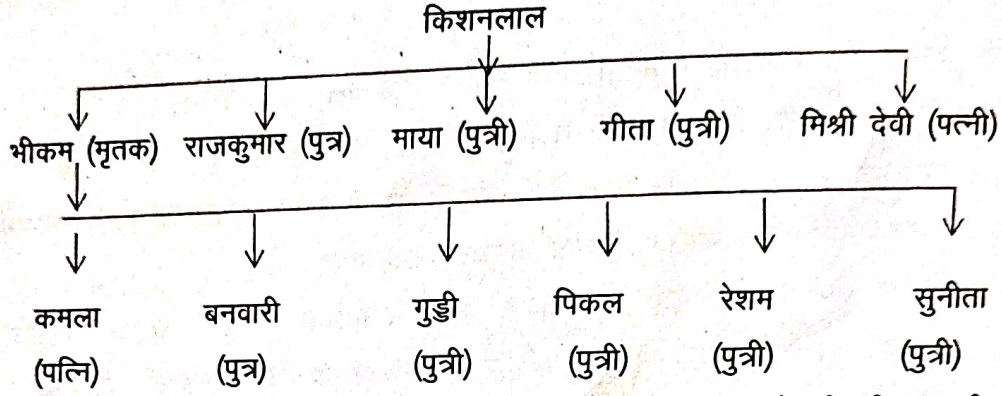 किशनलाल
भीकम (मृतक) राजकुमार (पुत्र) माया (पुत्री) गीता (पुत्री) मिश्री देवी (पत्नी)
कमला बनवारी गुड्डी पिकल रेशम सुनीता
(पत्नि) (पुत्र) (पुत्री) (पुत्री) (पुत्री) (पुत्री)